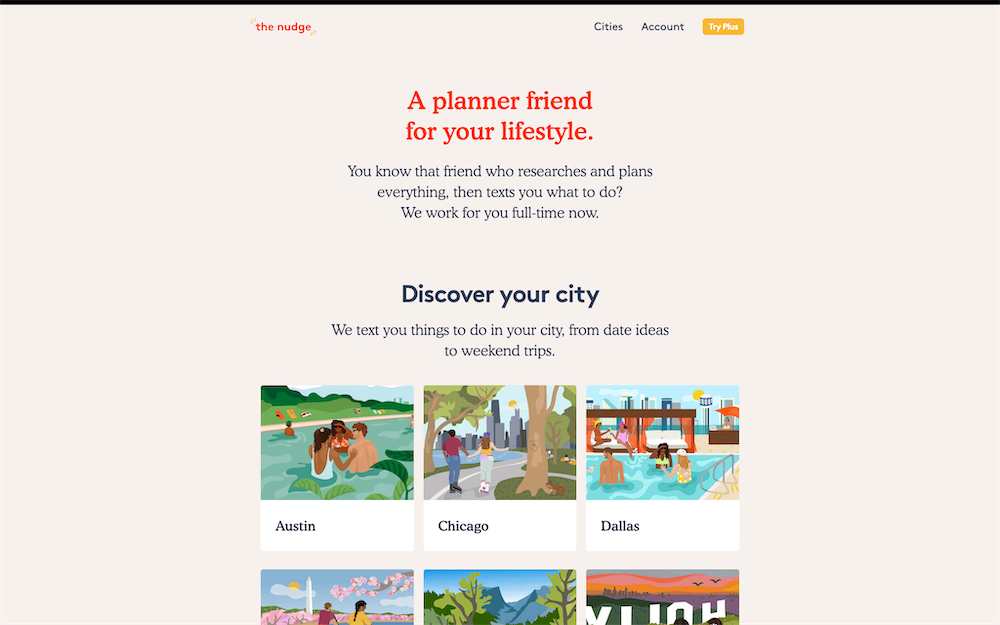 the nudge
Cities
Account
Try Plus
A planner friend
for your lifestyle.
You know that friend who researches and plans
everything, then texts you what to do?
We work for you full-time now.
Discover your city
We text you things to do in your city, from date ideas
to weekend trips.
Austin
Chicago
Dallas